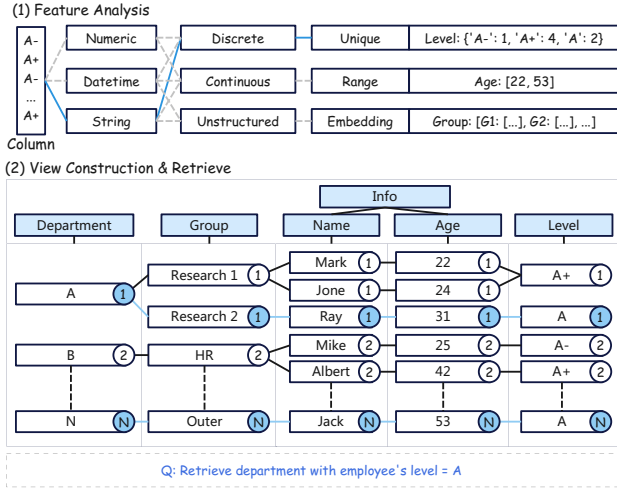 (1) Feature Analysis
A-
A+
A-
...
A+
Column
Numeric
Datetime
String
Discrete
Continuous
Unstructured
Unique
Range
Embedding
Level: {'A-': 1, 'A+': 4, 'A': 2}
Age: [22, 53]
Group: [G1: [...], G2: [...], ...]
(2) View Construction & Retrieve
Info
Department Group Name Age Level
Mark 1 22 1
A 1 Research 1 1 A+ 1
Jone 1 24 1
Research 2 1 Ray 1 31 1 A 1
Mike 2 25 2 A- 2
B 2 HR 2
Albert 2 42 2 A+ 2
N N Outer N Jack N 53 N A N
Q: Retrieve department with employee's level = A